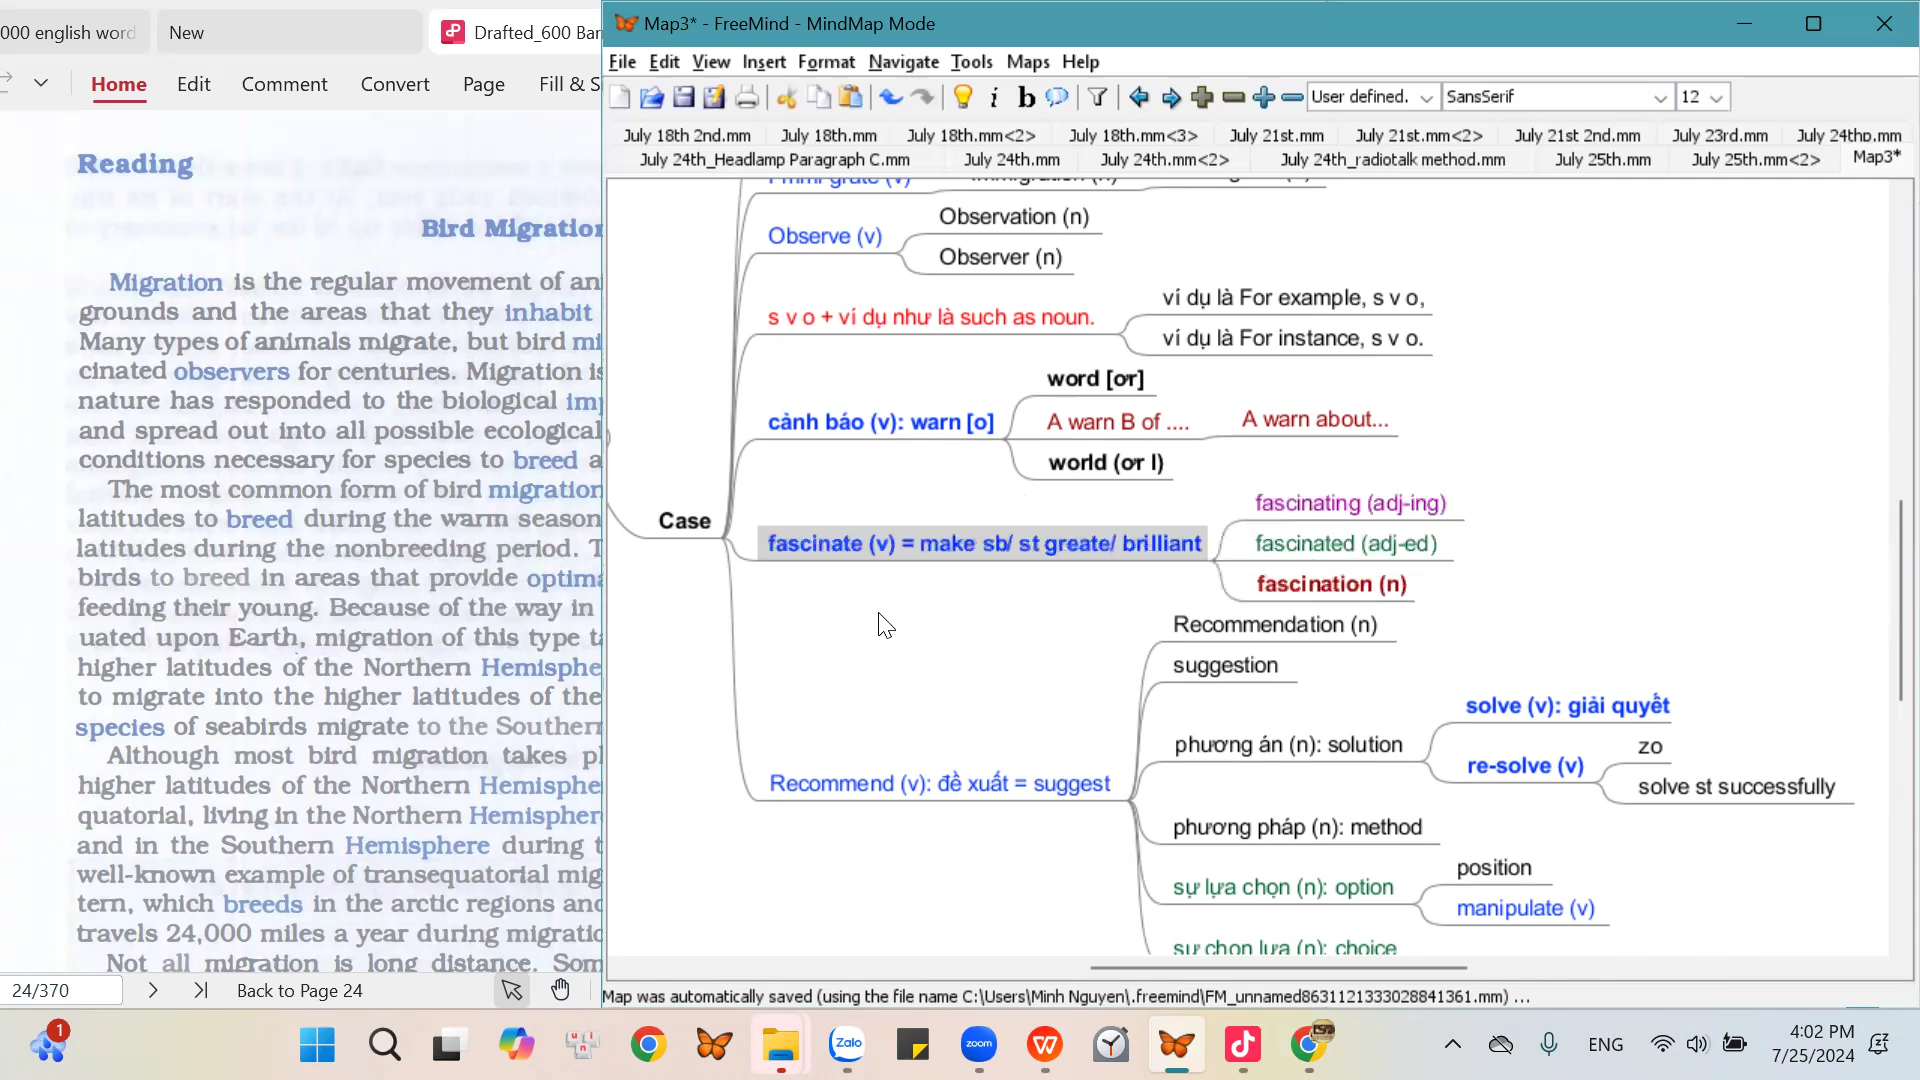 000 english word
New
Drafted_600 Bar
Map3* - FreeMind - MindMap Mode
Home
Edit
Comment
Convert
Page
Fill & S
File Edit View Insert Format Navigate Tools Maps Help
User defined.
SansSerif
12
July 18th 2nd.mm
July 18th.mm
July 18th.mm<2>
July 18th.mm<3>
July 21st.mm
July 21st.mm<2>
July 21st 2nd.mm
July 23rd.mm
July 24thp.mm
July 24th_Headlamp Paragraph C.mm
July 24th.mm
July 24th.mm<2>
July 24th_radiotalk method.mm
July 25th.mm
July 25th.mm<2>
Map3*
Reading
Bird Migration
Migration is the regular movement of an
grounds and the areas that they inhabit
Many types of animals migrate, but bird mi
cinated observers for centuries. Migration is
nature has responded to the biological imp
and spread out into all possible ecological
conditions necessary for species to breed a
The most common form of bird migration
latitudes to breed during the warm season
latitudes during the nonbreeding period. T
birds to breed in areas that provide optima
feeding their young. Because of the way in
uated upon Earth, migration of this type ta
higher latitudes of the Northern Hemisphe
to migrate into the higher latitudes of the
species of seabirds migrate to the Southern
Although most bird migration takes pl
higher latitudes of the Northern Hemisphe
quatorial, living in the Northern Hemispher
and in the Southern Hemisphere during t
well-known example of transequatorial mig
tern, which breeds in the arctic regions and
travels 24,000 miles a year during migratio
Not all migration is long distance. Som
I mmi grate (v)
Immigration (n)
Observe (v)
Observation (n)
Observer (n)
s v o + ví dụ như là such as noun.
ví dụ là For example, s v o,
ví dụ là For instance, s v o.
cảnh báo (v): warn [o]
word [ơr]
A warn B of ....
A warn about...
world (ơr l)
Case
fascinate (v) = make sb/ st greate/ brilliant
fascinating (adj-ing)
fascinated (adj-ed)
fascination (n)
Recommend (v): đề xuất = suggest
Recommendation (n)
suggestion
phương án (n): solution
solve (v): giải quyết
re-solve (v)
zo
solve st successfully
phương pháp (n): method
sự lựa chọn (n): option
position
manipulate (v)
sự chọn lựa (n): choice
24/370
Back to Page 24
Map was automatically saved (using the file name C:\Users\Minh Nguyen\.freemind\FM_unnamed8631121333028841361.mm) ...
1
Zalo
zoom
ENG
4:02 PM
7/25/2024